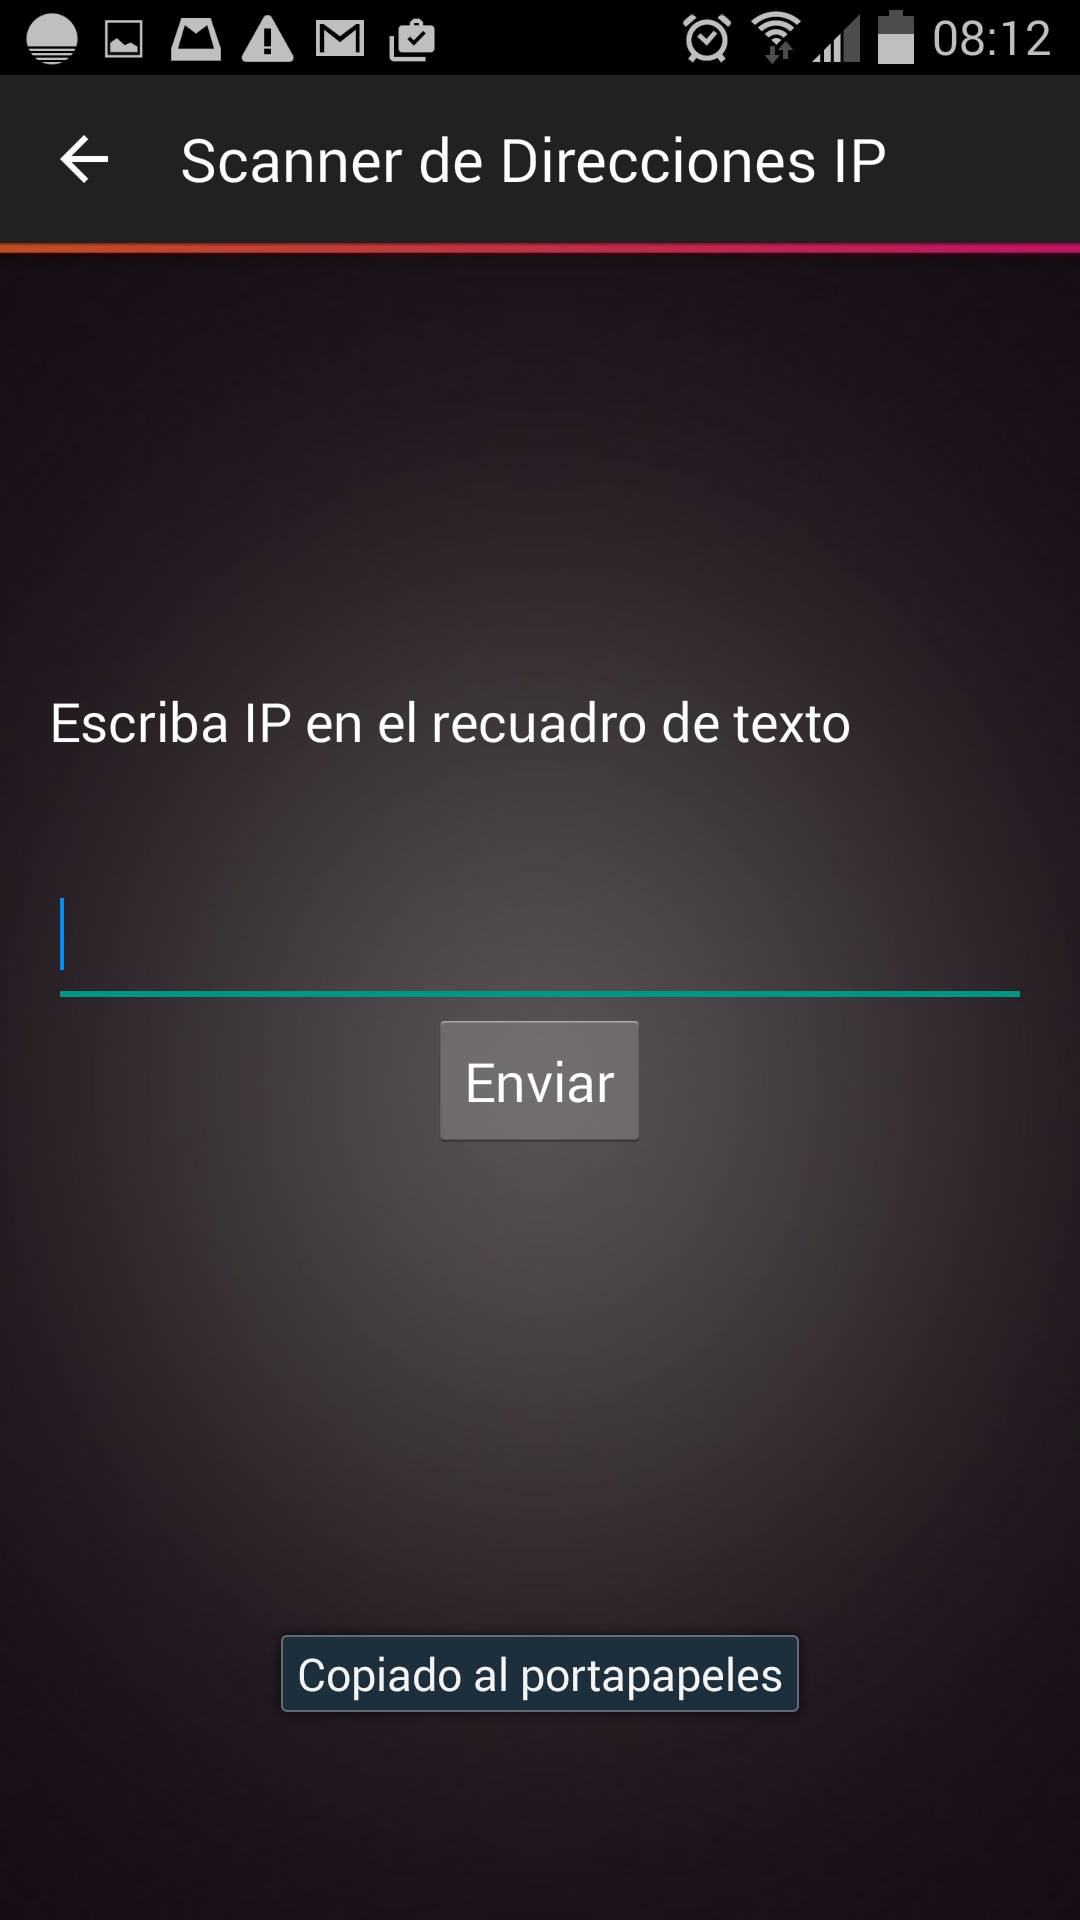 08:12
Scanner de Direcciones IP
Escriba IP en el recuadro de texto
Enviar
Copiado al portapapeles